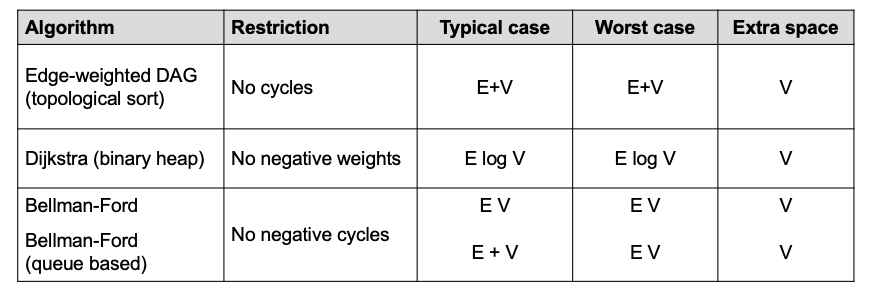 Algorithm Restriction Typical case Worst case Extra space
Edge-weighted DAG
(topological sort) No cycles E+V E+V V
Dijkstra (binary heap) No negative weights E log V E log V V
Bellman-Ford E V E V V
No negative cycles
Bellman-Ford
(queue based) E + V E V V